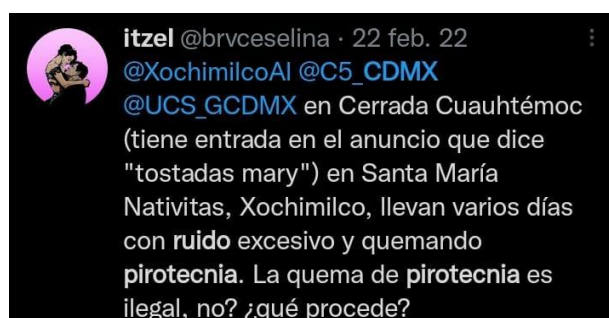 itzel @brvceselina · 22 feb. 22
@XochimilcoAl @C5_CDMX
@UCS_GCDMX en Cerrada Cuauhtémoc
(tiene entrada en el anuncio que dice
"tostadas mary") en Santa María
Nativitas, Xochimilco, llevan varios días
con ruido excesivo y quemando
pirotecnia. La quema de pirotecnia es
ilegal, no? ¿qué procede?